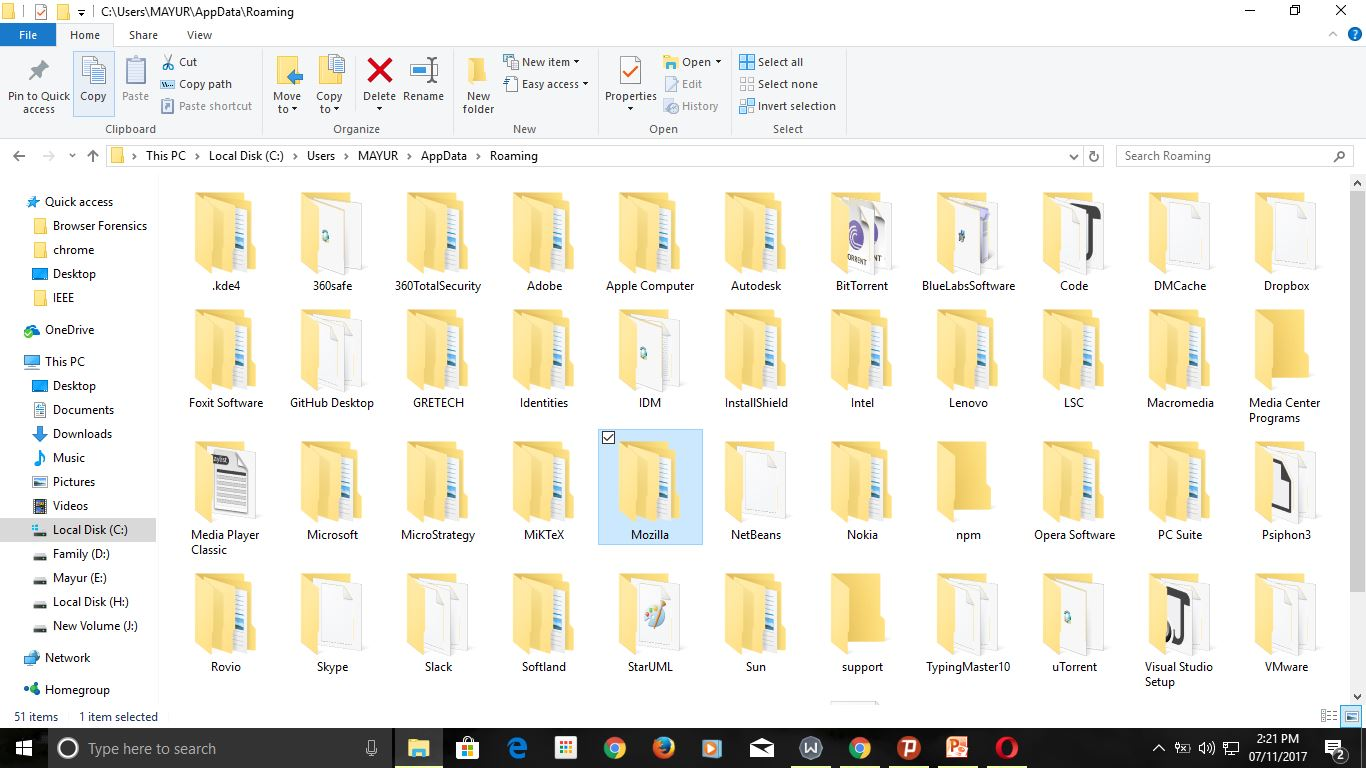 C:\Users\MAYUR\AppData\Roaming
File Home Share View
Pin to Quick access
Copy
Paste
Cut
Copy path
Paste shortcut
Clipboard
Move to
Copy to
Delete
Rename
Organize
New folder
New item
Easy access
New
Properties
Open
Edit
History
Open
Select all
Select none
Invert selection
Select
This PC Local Disk (C:) Users MAYUR AppData Roaming
Search Roaming
Quick access
Browser Forensics
chrome
Desktop
IEEE
OneDrive
This PC
Desktop
Documents
Downloads
Music
Pictures
Videos
Local Disk (C:)
Family (D:)
Mayur (E:)
Local Disk (H:)
New Volume (J:)
Network
Homegroup
.kde4 360safe 360TotalSecurity Adobe Apple Computer Autodesk BitTorrent BlueLabsSoftware Code DMCache Dropbox
Foxit Software GitHub Desktop GRETECH Identities IDM InstallShield Intel Lenovo LSC Macromedia Media Center Programs
Media Player Classic Microsoft MicroStrategy MiKTeX Mozilla NetBeans Nokia npm Opera Software PC Suite Psiphon3
Rovio Skype Slack Softland StarUML Sun support TypingMaster10 uTorrent Visual Studio Setup VMware
51 items 1 item selected
Type here to search
2:21 PM
07/11/2017
2